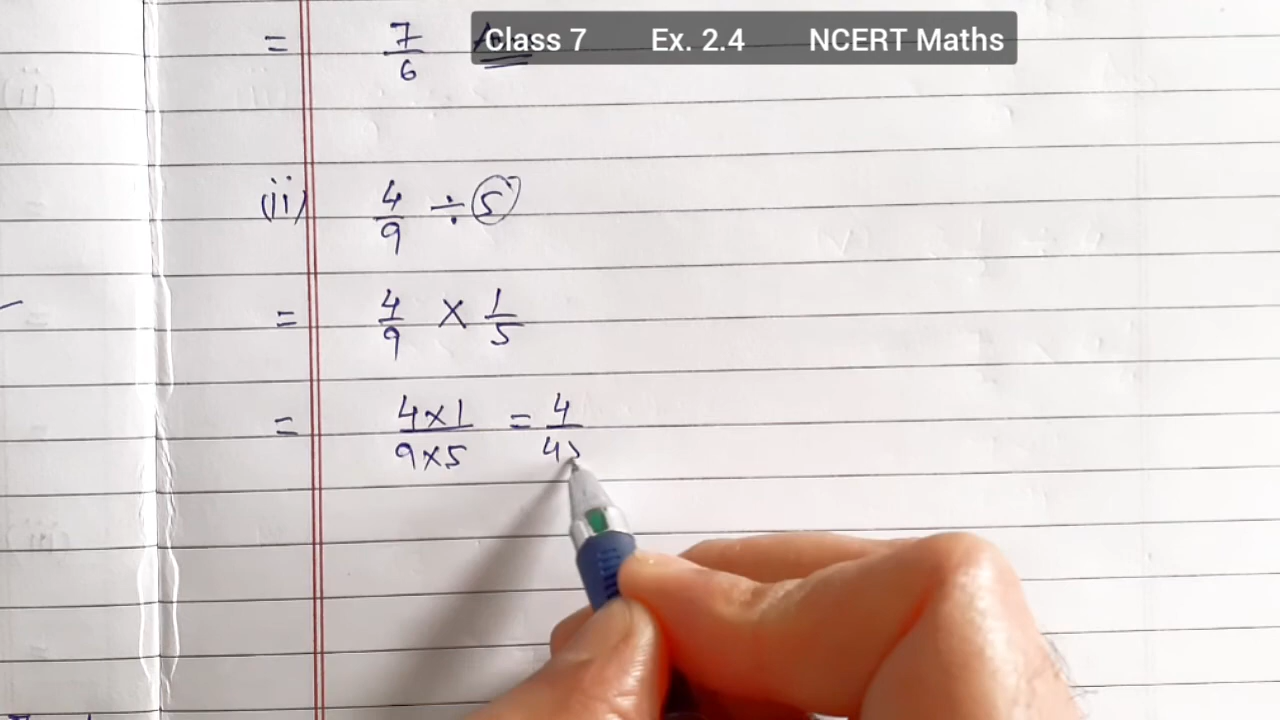 Class 7 Ex. 2.4 NCERT Maths
= 7/6
(ii) 4/9 ÷ 5
= 4/9 × 1/5
= 4×1/9×5 = 4/45